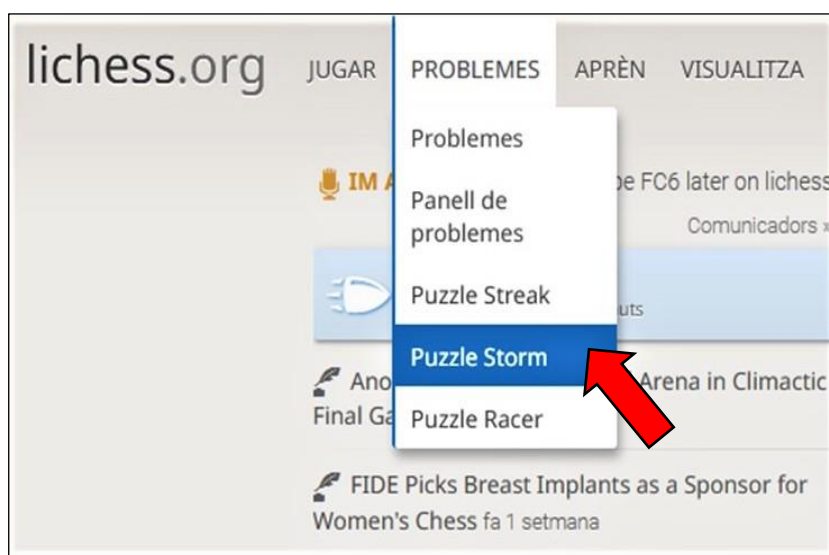 lichess.org JUGAR PROBLEMES APRÈN VISUALITZA
Problemes
IM be FC6 later on lichess
Panell de
problemes
Comunicadors »
Puzzle Streak
Puzzle Storm
Ano Arena in Climactic
Final Ga
Puzzle Racer
FIDE Picks Breast Implants as a Sponsor for
Women's Chess fa 1 setmana